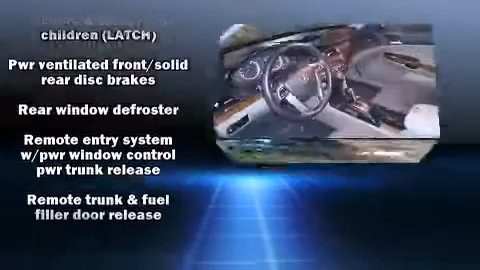 children (LATCH)
Pwr ventilated front/solid
rear disc brakes
Rear window defroster
Remote entry system
w/pwr window control
pwr trunk release
Remote trunk & fuel
filler door release